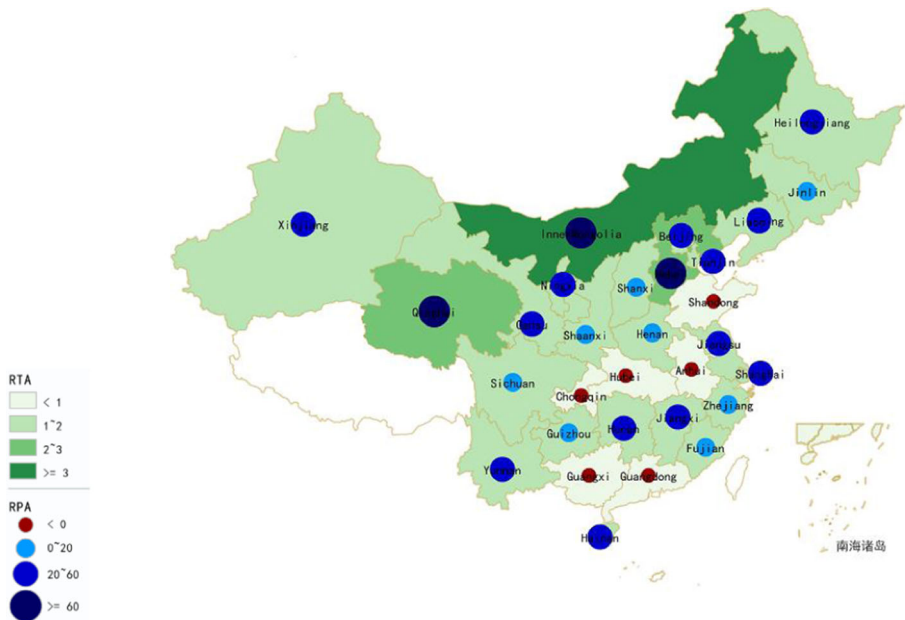 Heilongjiang
Jinlin
Xinjiang
Liaoning
Inner Mongolia
Beijing
Tianjin
Ningxia
Shanxi
Shandong
Qinghai
Gansu
Shaanxi
Henan
Jiangsu
Anhui
Shanghai
Hubei
Sichuan
Chongqin
Zhejiang
Jiangxi
Guizhou
Hunan
Fujian
Yunnan
Guangxi
Guangdong
Hainan
南海诸岛
RTA
< 1
1~2
2~3
>= 3
RPA
< 0
0~20
20~60
>= 60